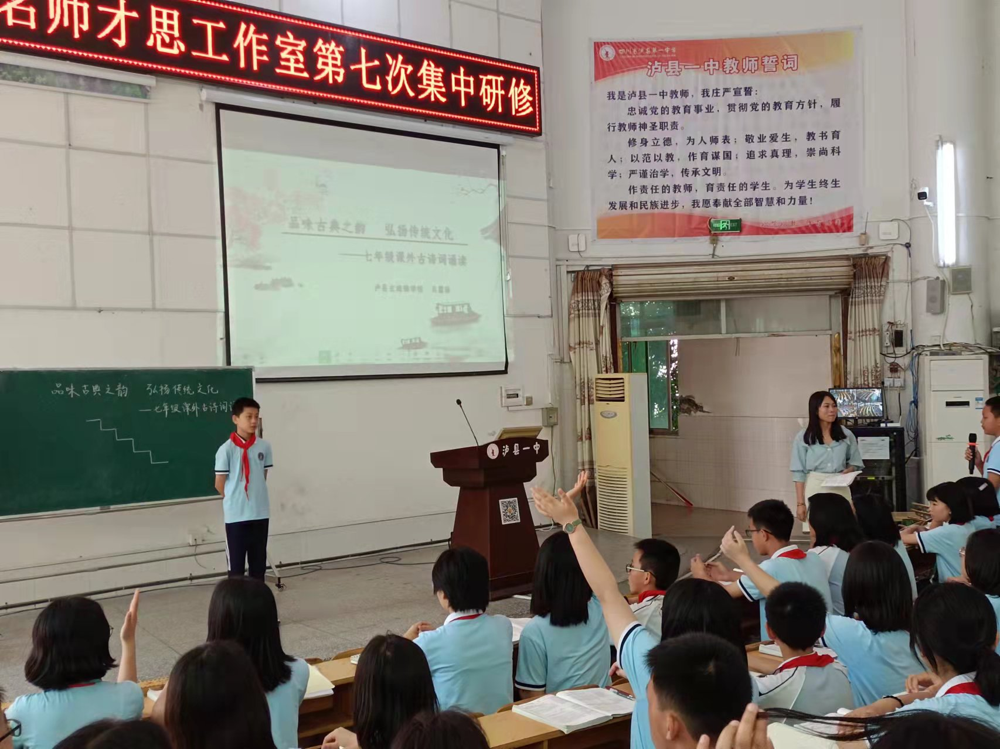 名师才思工作室第七次集中研修
四川省泸县第一中学
泸县一中教师誓词
我是泸县一中教师，我庄严宣誓：
忠诚党的教育事业，贯彻党的教育方针，履
行教师神圣职责。
修身立德，为人师表；敬业爱生，教书育
人；以范以教，作育谋国；追求真理，崇尚科
学；严谨治学，传承文明。
作责任的教师，育责任的学生。为学生终生
发展和民族进步，我愿奉献全部智慧和力量！
EXIT
品味古典之韵 弘扬传统文化
——七年级课外古诗词诵读
品味古典之韵 弘扬传统文化
—七年级课外古诗词
泸县一中